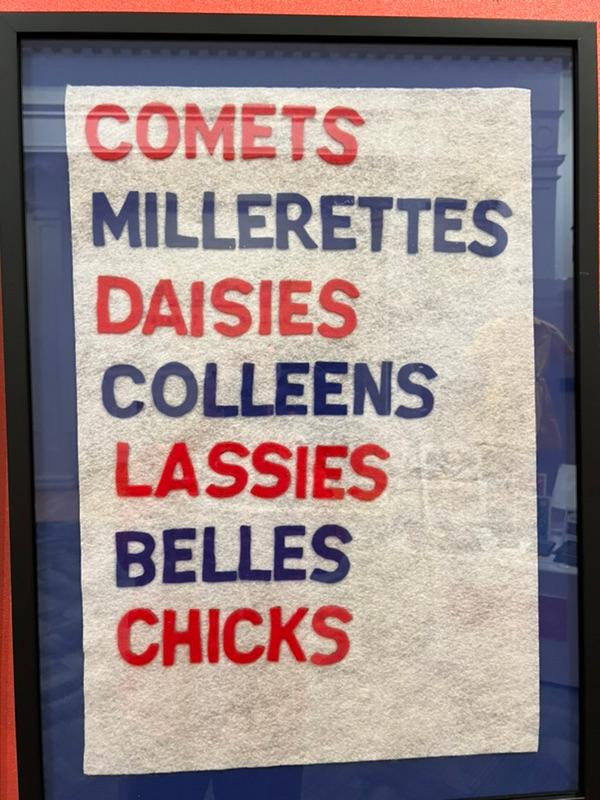 COMETS
MILLERETTES
DAISIES
COLLEENS
LASSIES
BELLES
CHICKS